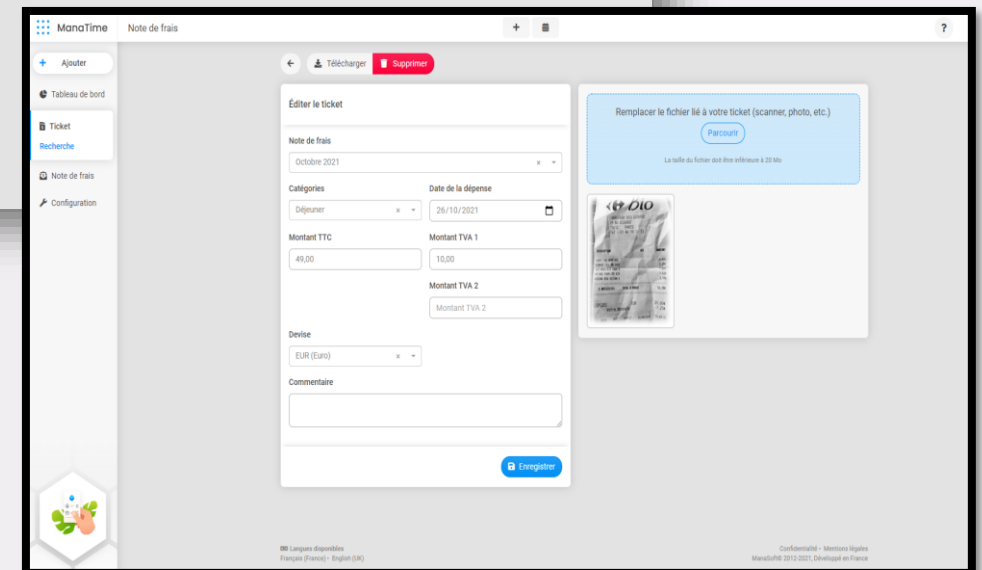 ManaTime
Note de frais
+
?
+ Ajouter
Tableau de bord
Ticket
Recherche
Note de frais
Configuration
Télécharger
Supprimer
Éditer le ticket
Note de frais
Octobre 2021
Catégories
Date de la dépense
Déjeuner
26/10/2021
Montant TTC
Montant TVA 1
49,00
10,00
Montant TVA 2
Montant TVA 2
Devise
EUR (Euro)
Commentaire
Enregistrer
Remplacer le fichier lié à votre ticket (scanner, photo, etc.)
Parcourir
La taille du fichier doit être inférieure à 20 Mo
BIO
Langues disponibles
Français (France) - English (UK)
Confidentialité - Mentions légales
ManaSoft® 2012-2021, Développé en France